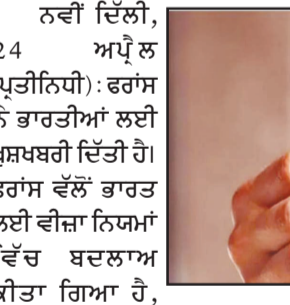 ਨਵੀਂ ਦਿੱਲੀ,
24 ਅਪ੍ਰੈਲ
ਪ੍ਰਤੀਨਿਧੀ) : ਫਰਾਂਸ
ਨੇ ਭਾਰਤੀਆਂ ਲਈ
ਖੁਸ਼ਖਬਰੀ ਦਿੱਤੀ ਹੈ।
ਫਰਾਂਸ ਵੱਲੋਂ ਭਾਰਤ
ਲਈ ਵੀਜ਼ਾ ਨਿਯਮਾਂ
ਵਿੱਚ ਬਦਲਾਅ
ਕੀਤਾ ਗਿਆ ਹੈ,